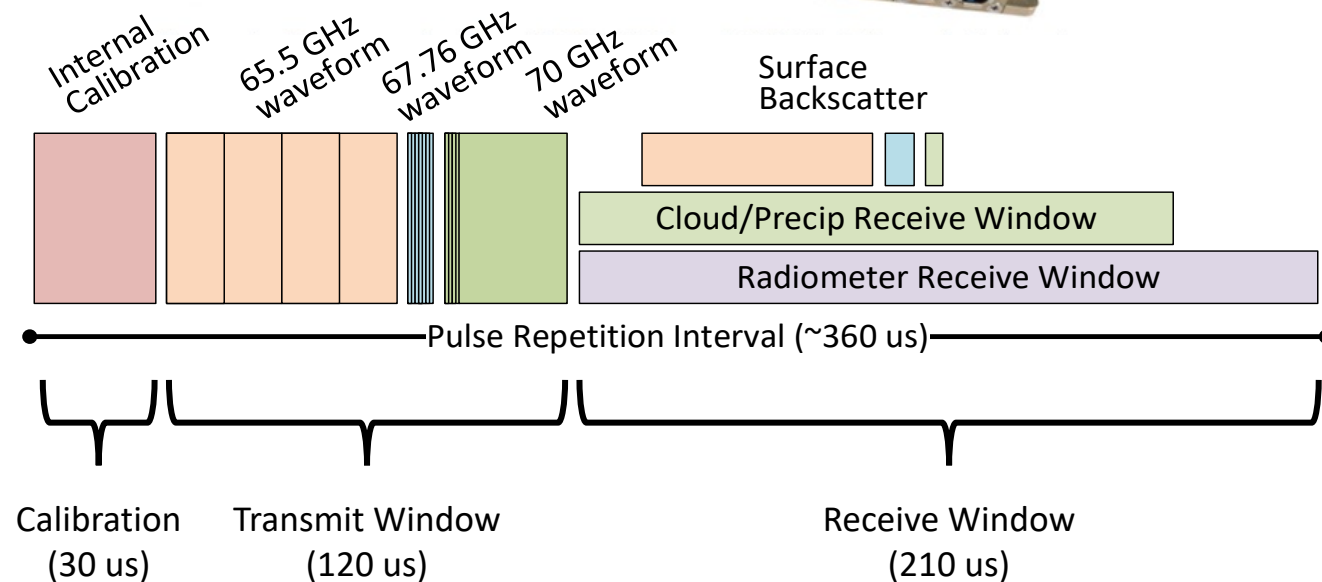 Internal
Calibration
65.5 GHz
waveform
67.76 GHz
waveform
70 GHz
waveform
Surface
Backscatter
Cloud/Precip Receive Window
Radiometer Receive Window
Pulse Repetition Interval (~360 us)
Calibration
(30 us)
Transmit Window
(120 us)
Receive Window
(210 us)